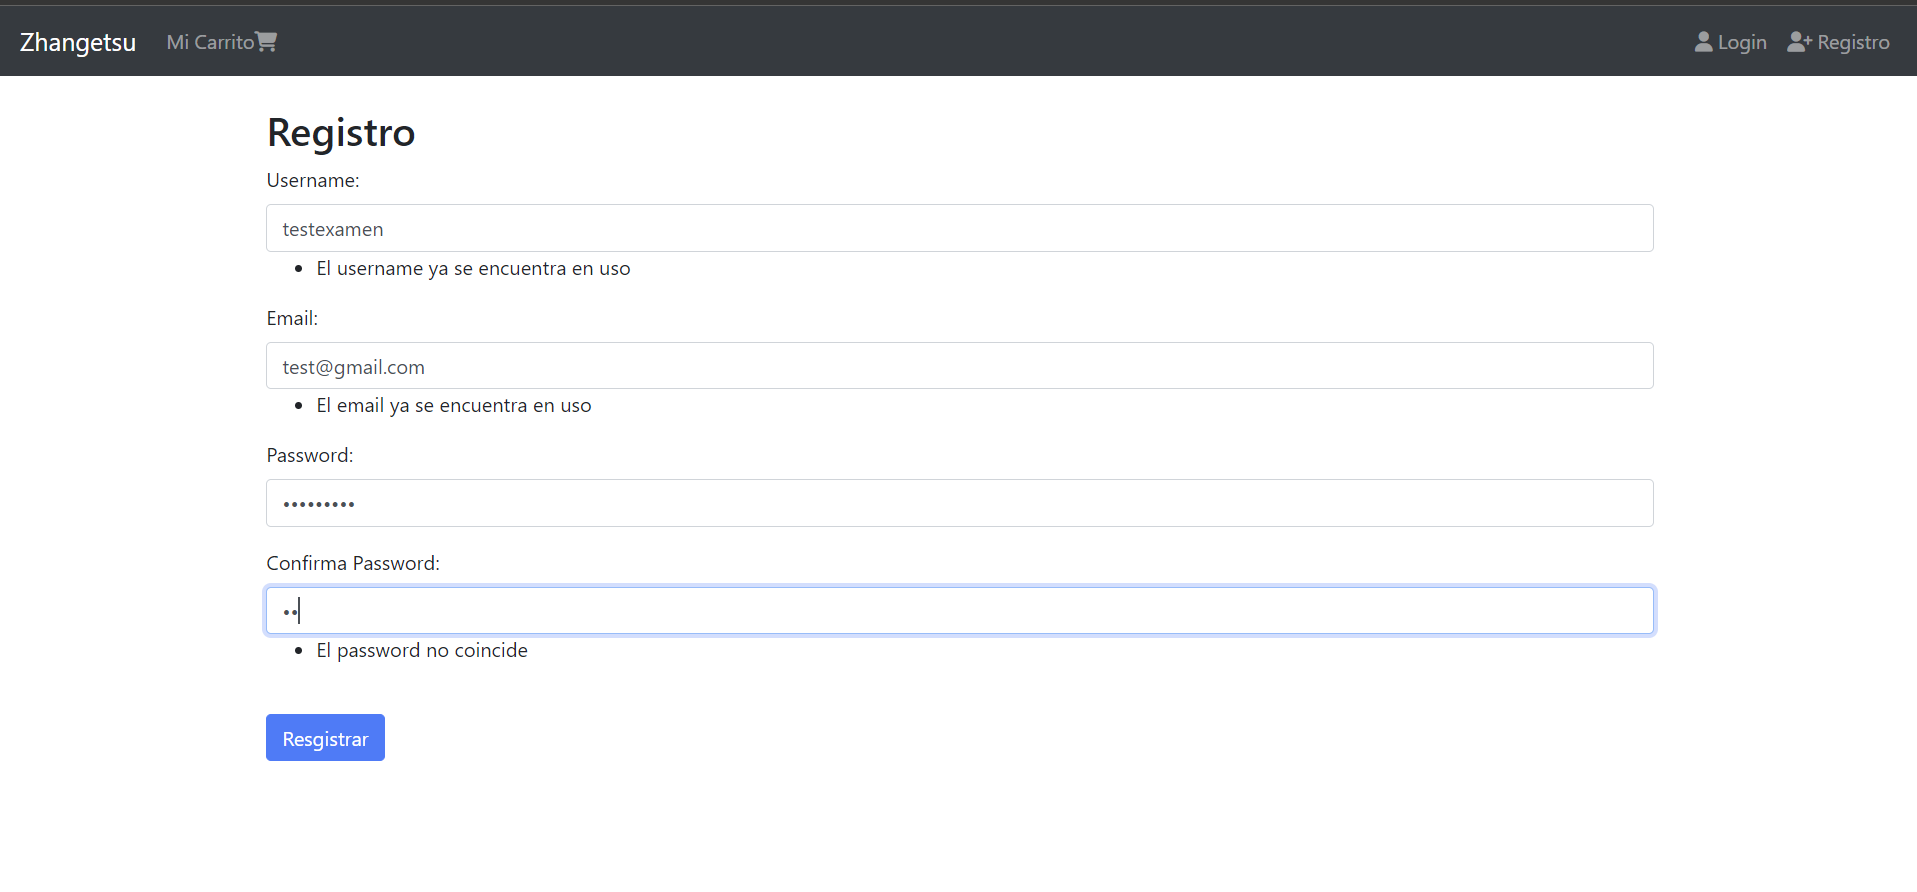 Zhangetsu Mi Carrito Login Registro
Registro
Username:
testexamen
• El username ya se encuentra en uso
Email:
test@gmail.com
• El email ya se encuentra en uso
Password:
•••••••••
Confirma Password:
••
• El password no coincide
Resgistrar